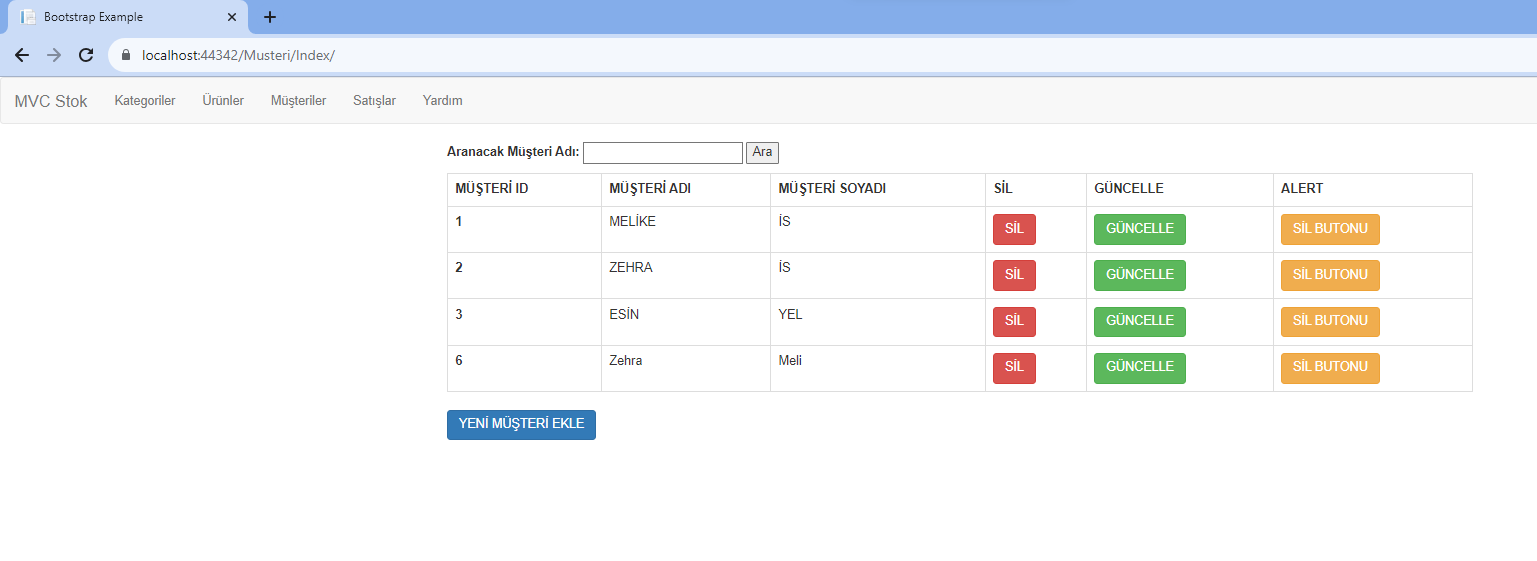 Bootstrap Example
localhost:44342/Musteri/Index/
MVC Stok Kategoriler Ürünler Müşteriler Satışlar Yardım
Aranacak Müşteri Adı: Ara
MÜŞTERİ ID MÜŞTERİ ADI MÜŞTERİ SOYADI SİL GÜNCELLE ALERT
1 MELİKE İS SİL GÜNCELLE SİL BUTONU
2 ZEHRA İS SİL GÜNCELLE SİL BUTONU
3 ESİN YEL SİL GÜNCELLE SİL BUTONU
6 Zehra Meli SİL GÜNCELLE SİL BUTONU
YENİ MÜŞTERİ EKLE